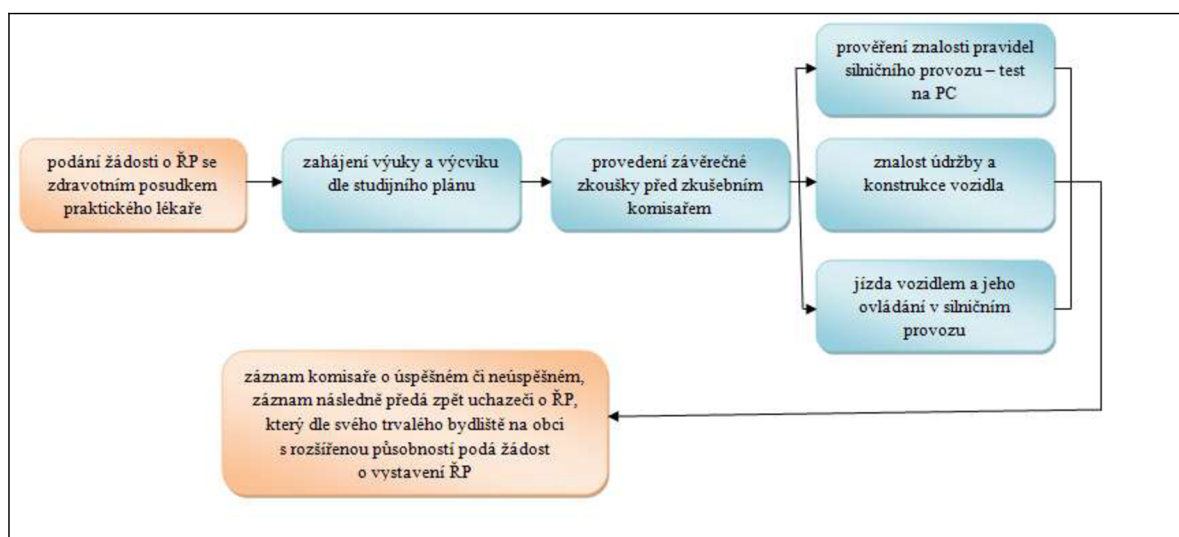 podání žádosti o ŘP se
zdravotním posudkem
praktického lékaře
zahájení výuky a výcviku
dle studijního plánu
provedení závěrečné
zkoušky před zkušebním
komisařem
prověření znalosti pravidel
silničního provozu – test
na PC
znalost údržby a
konstrukce vozidla
jízda vozidlem a jeho
ovládání v silničním
provozu
záznam komisaře o úspěšném či neúspěšném,
záznam následně předá zpět uchazeči o ŘP,
který dle svého trvalého bydliště na obci
s rozšířenou působností podá žádost
o vystavení ŘP